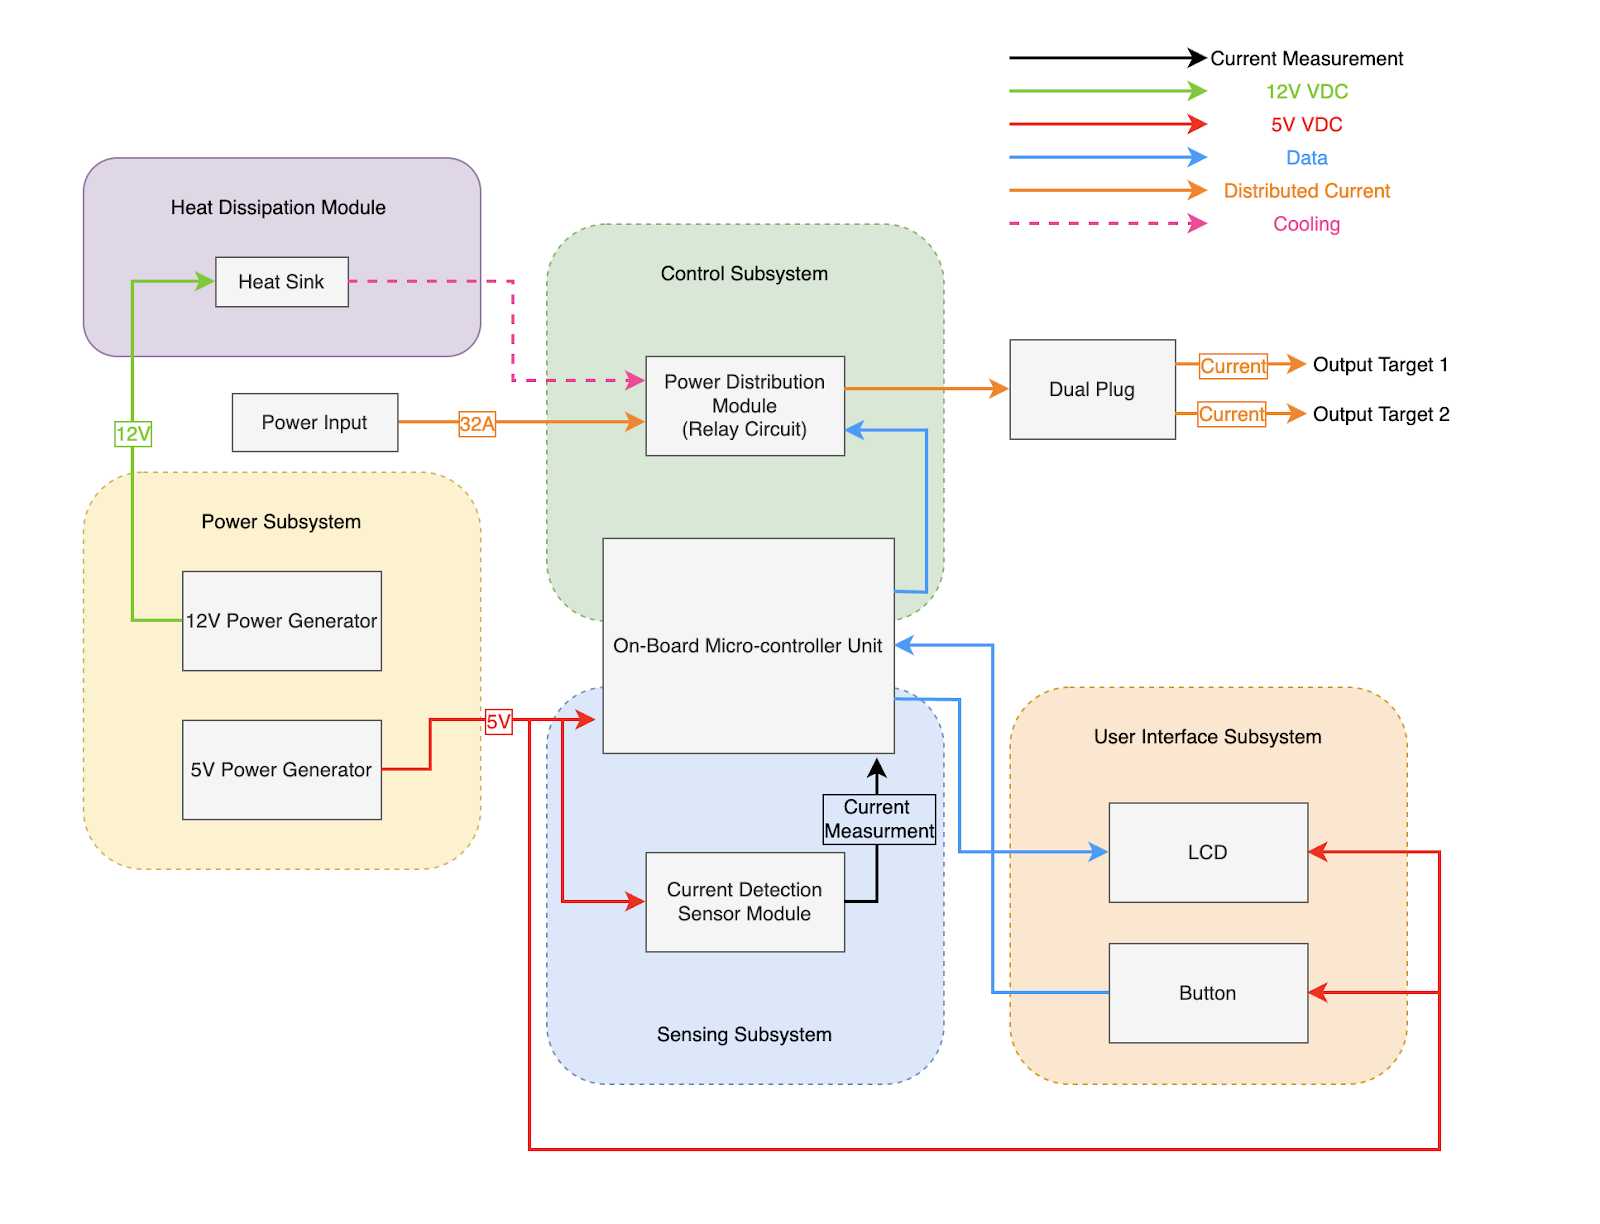 Current Measurement
12V VDC
5V VDC
Data
Distributed Current
Cooling
Heat Dissipation Module
Heat Sink
Control Subsystem
Power Distribution
Module
(Relay Circuit)
Power Input
32A
12V
Dual Plug
Current
Output Target 1
Current
Output Target 2
Power Subsystem
12V Power Generator
5V Power Generator
5V
On-Board Micro-controller Unit
Current
Measurment
Current Detection
Sensor Module
Sensing Subsystem
User Interface Subsystem
LCD
Button